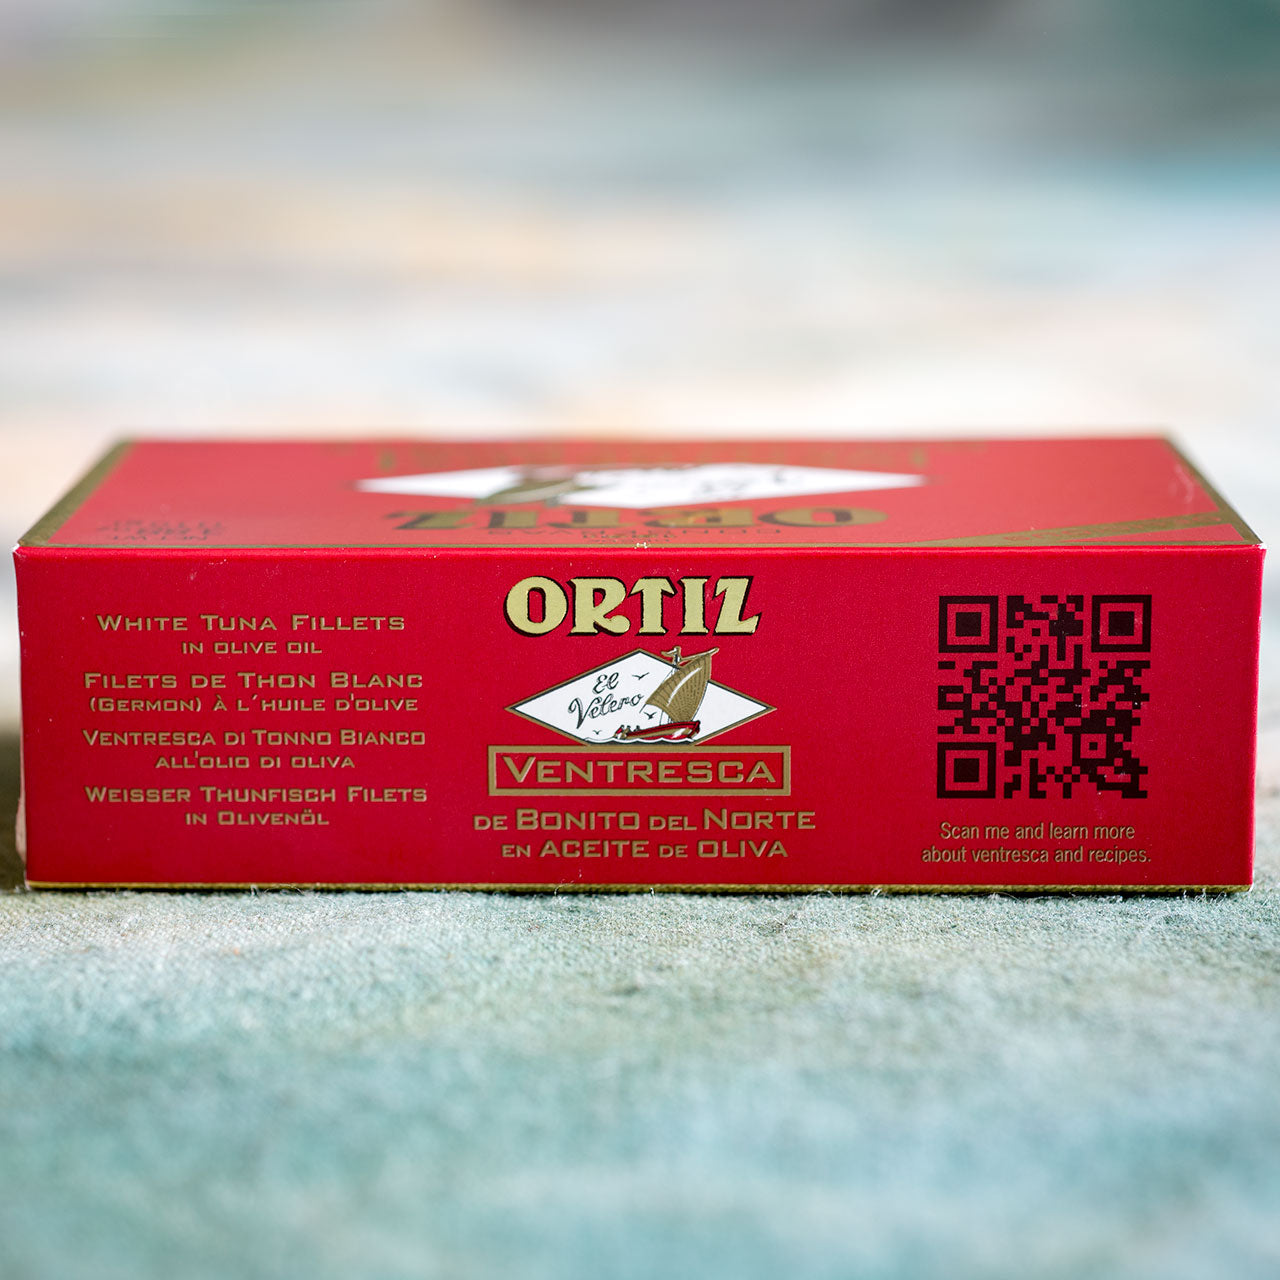 ORTIZ
WHITE TUNA FILLETS
IN OLIVE OIL
FILETS DE THON BLANC
(GERMON) À L´HUILE D'OLIVE
VENTRESCA DI TONNO BIANCO
ALL'OLIO DI OLIVA
WEISSER THUNFISCH FILETS
IN OLIVENÖL
ORTIZ
El
Velero
VENTRESCA
DE BONITO DEL NORTE
EN ACEITE DE OLIVA
Scan me and learn more
about ventresca and recipes.